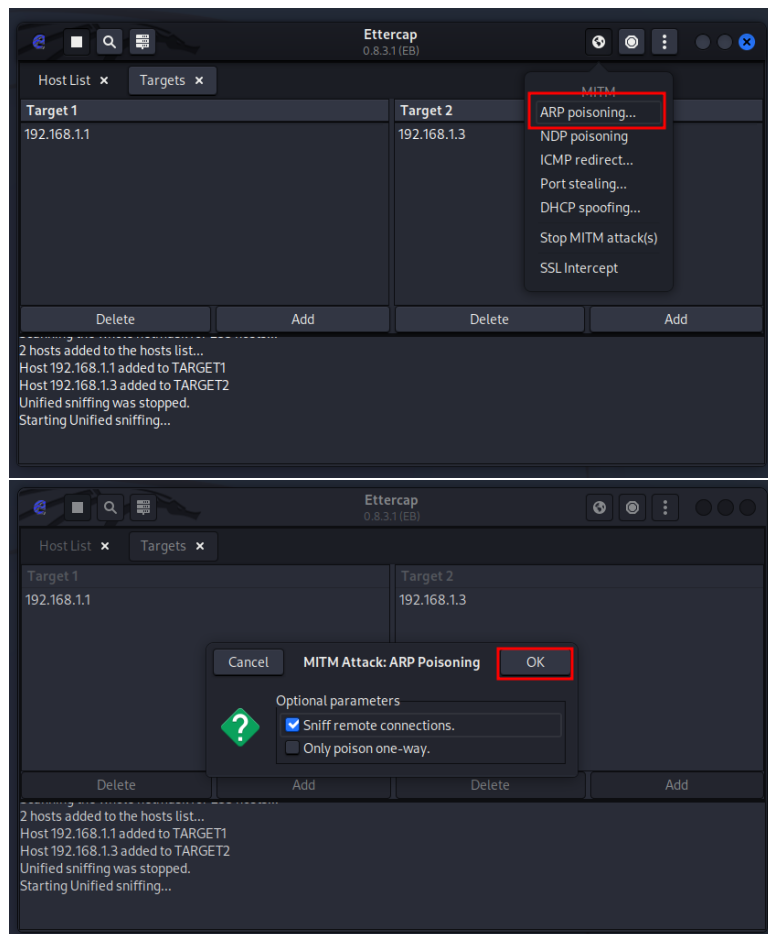 Ettercap
0.8.3.1 (EB)
Host List × Targets ×
MITM
Target 1 Target 2
ARP poisoning...
192.168.1.1 192.168.1.3
NDP poisoning
ICMP redirect...
Port stealing...
DHCP spoofing...
Stop MITM attack(s)
SSL Intercept
Delete Add Delete Add
2 hosts added to the hosts list...
Host 192.168.1.1 added to TARGET1
Host 192.168.1.3 added to TARGET2
Unified sniffing was stopped.
Starting Unified sniffing...
Ettercap
0.8.3.1 (EB)
Host List × Targets ×
Target 1 Target 2
192.168.1.1 192.168.1.3
Cancel MITM Attack: ARP Poisoning OK
Optional parameters
Sniff remote connections.
Only poison one-way.
Delete Add Delete Add
2 hosts added to the hosts list...
Host 192.168.1.1 added to TARGET1
Host 192.168.1.3 added to TARGET2
Unified sniffing was stopped.
Starting Unified sniffing...